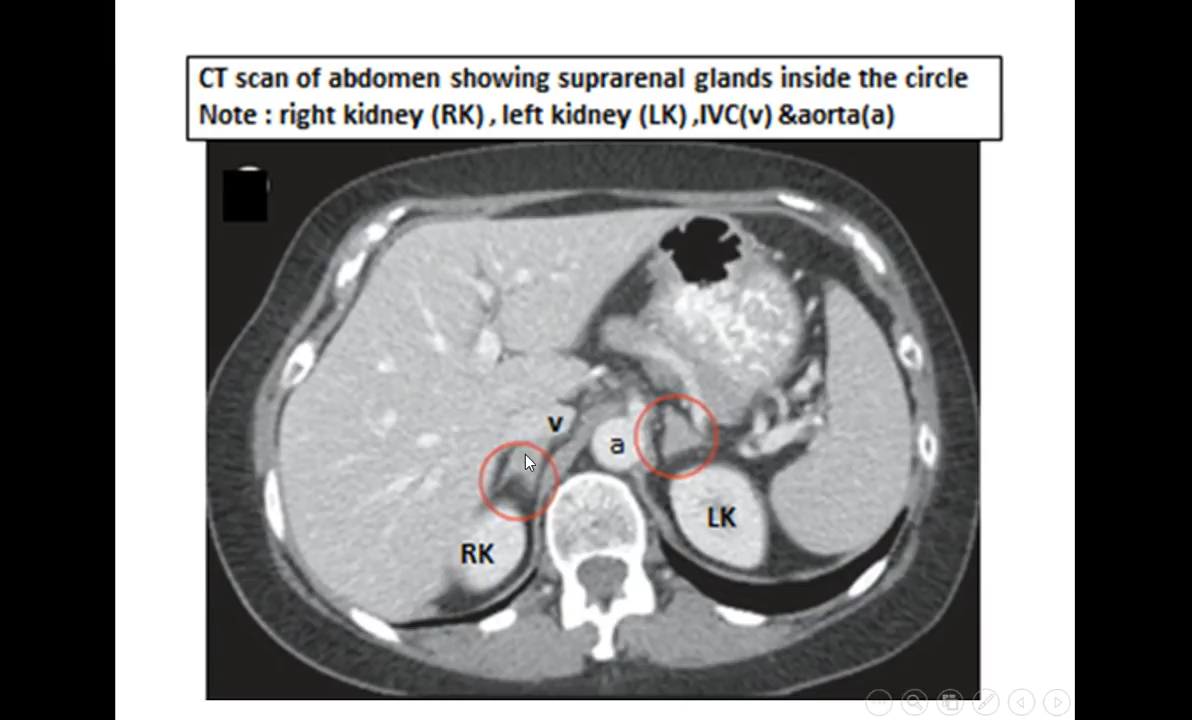 CT scan of abdomen showing suprarenal glands inside the circle
Note : right kidney (RK) , left kidney (LK) ,IVC(v) &aorta(a)
v
a
LK
RK